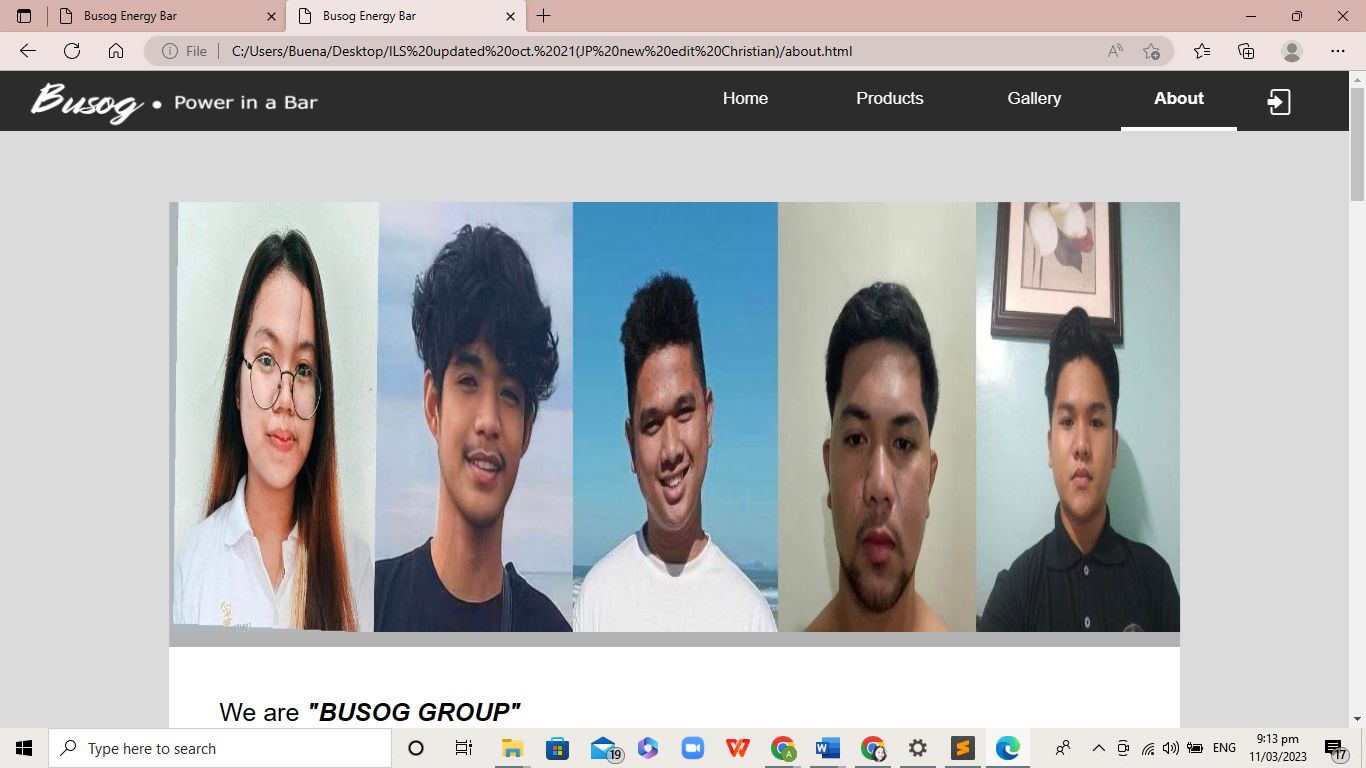 Busog Energy Bar
Busog Energy Bar
File
C:/Users/Buena/Desktop/ILS%20updated%20oct.%2021(JP%20new%20edit%20Christian)/about.html
Busog • Power in a Bar
Home
Products
Gallery
About
We are "BUSOG GROUP"
Type here to search
19
W
A
W
S
ENG
9:13 pm
11/03/2023
17